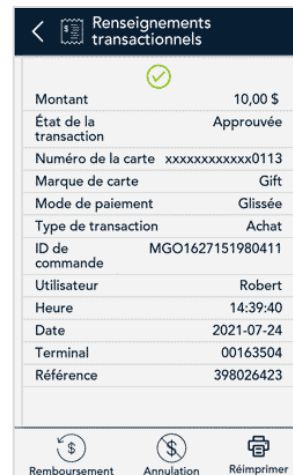 Renseignements
transactionnels
Montant 10,00 $
État de la
transaction Approuvée
Numéro de la carte xxxxxxxxxxxx0113
Marque de carte Gift
Mode de paiement Glissée
Type de transaction Achat
ID de
commande MGO1627151980411
Utilisateur Robert
Heure 14:39:40
Date 2021-07-24
Terminal 00163504
Référence 398026423
Remboursement Annulation Réimprimer